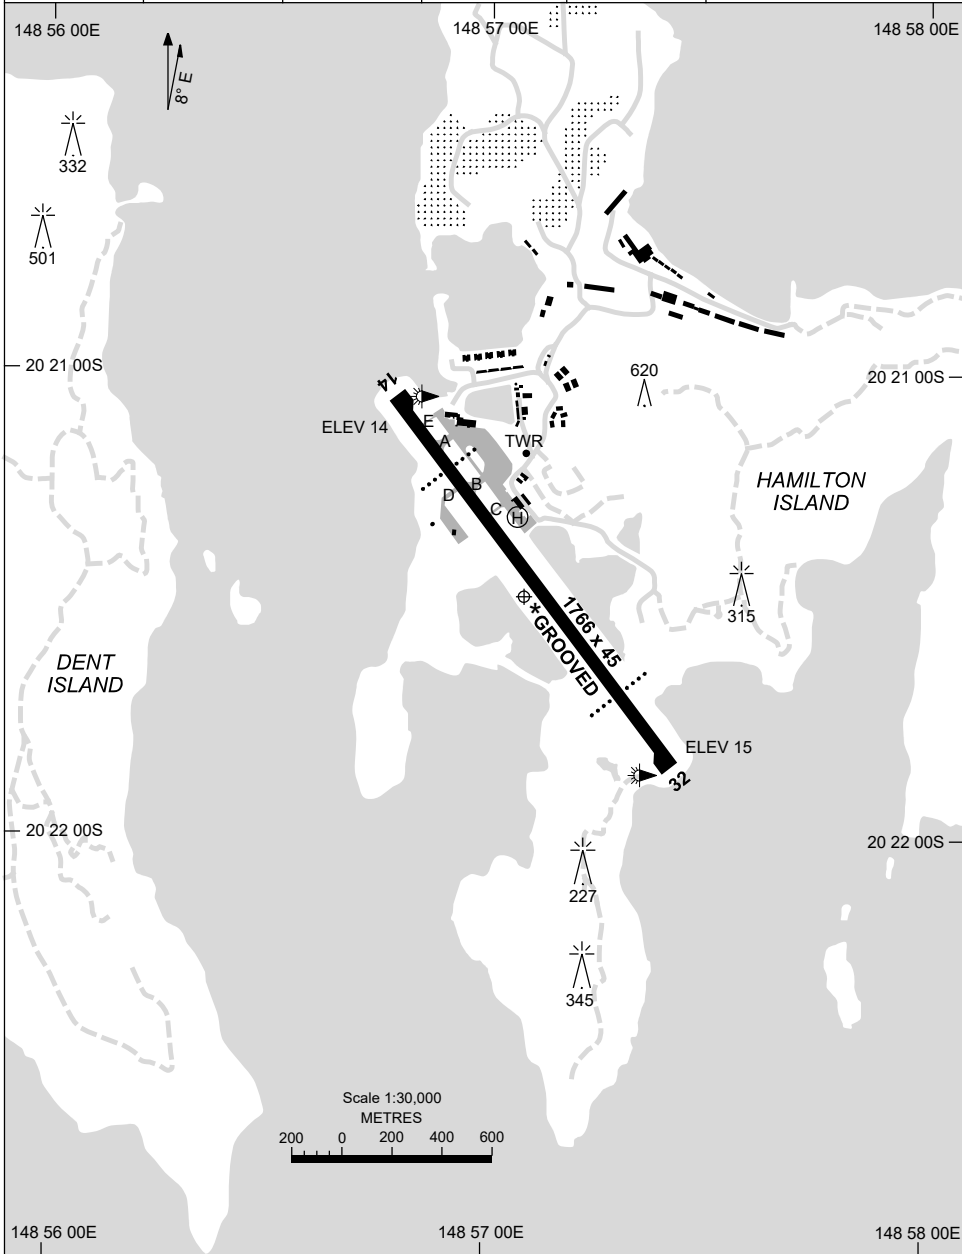 148 56 00E
148 57 00E
148 58 00E
8° E
332
501
20 21 00S
20 21 00S
620
14
ELEV 14
E
A
TWR
B
D
C
H
HAMILTON
ISLAND
315
1766 x 45
*GROOVED
DENT
ISLAND
ELEV 15
32
20 22 00S
20 22 00S
227
345
Scale 1:30,000
METRES
200 0 200 400 600
148 56 00E
148 57 00E
148 58 00E